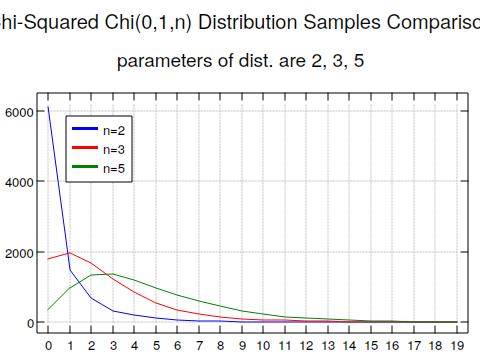 hi-Squared Chi(0,1,n) Distribution Samples Compariso
parameters of dist. are 2, 3, 5
6000
4000
2000
0
n=2
n=3
n=5
0 1 2 3 4 5 6 7 8 9 10 11 12 13 14 15 16 17 18 19